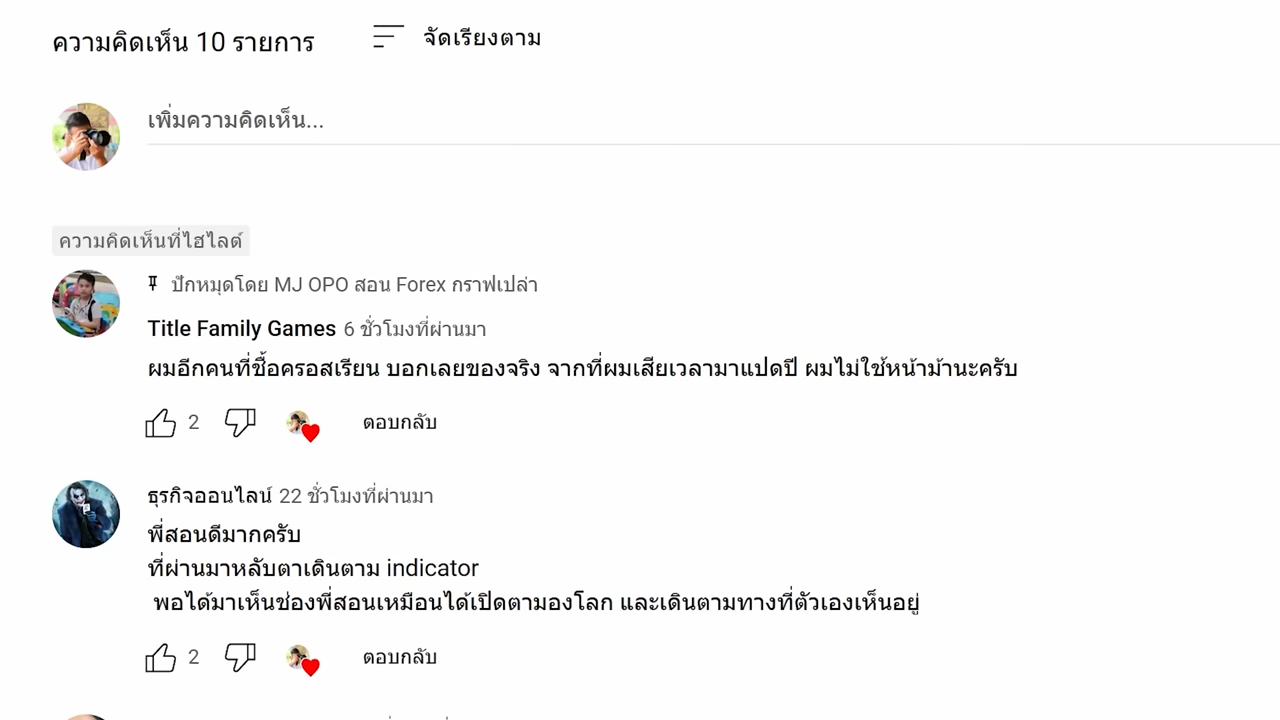 ความคิดเห็น 10 รายการ
จัดเรียงตาม
เพิ่มความคิดเห็น...
ความคิดเห็นที่ไฮไลต์
ปักหมุดโดย MJ OPO สอน Forex กราฟเปล่า
Title Family Games 6 ชั่วโมงที่ผ่านมา
ผมอีกคนที่ซื้อครอสเรียน บอกเลยของจริง จากที่ผมเสียเวลามาแปดปี ผมไม่ใช้หน้าม้านะครับ
2 ตอบกลับ
ธุรกิจออนไลน์ 22 ชั่วโมงที่ผ่านมา
พี่สอนดีมากครับ
ที่ผ่านมาหลับตาเดินตาม indicator
พอได้มาเห็นช่องพี่สอนเหมือนได้เปิดตามองโลก และเดินตามทางที่ตัวเองเห็นอยู่
2 ตอบกลับ